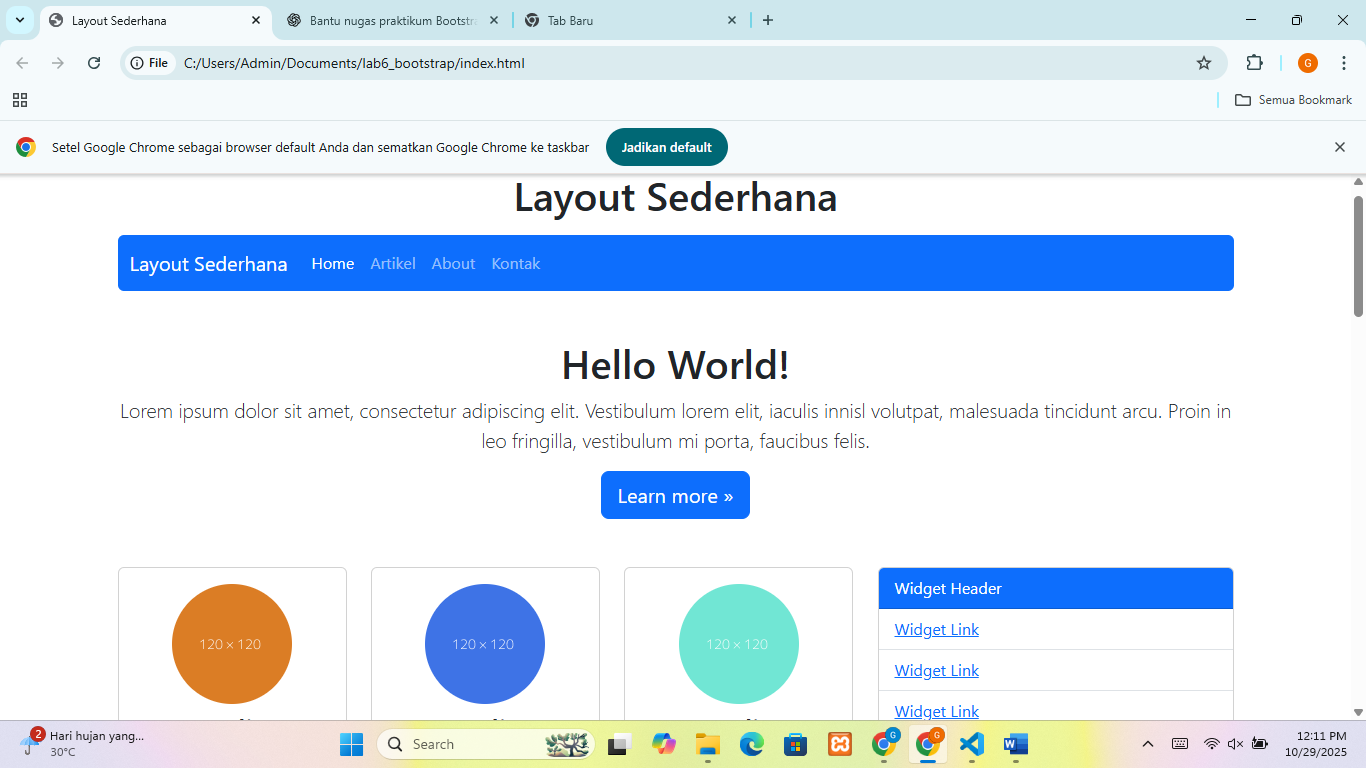 Layout Sederhana
Bantu nugas praktikum Bootstra
Tab Baru
File
C:/Users/Admin/Documents/lab6_bootstrap/index.html
G
Semua Bookmark
Setel Google Chrome sebagai browser default Anda dan sematkan Google Chrome ke taskbar
Jadikan default
Layout Sederhana
Layout Sederhana Home Artikel About Kontak
Hello World!
Lorem ipsum dolor sit amet, consectetur adipiscing elit. Vestibulum lorem elit, iaculis innisl volutpat, malesuada tincidunt arcu. Proin in
leo fringilla, vestibulum mi porta, faucibus felis.
Learn more »
120 × 120
120 × 120
120 × 120
Widget Header
Widget Link
Widget Link
Widget Link
2
Hari hujan yang...
30°C
Search
G
G
12:11 PM
10/29/2025